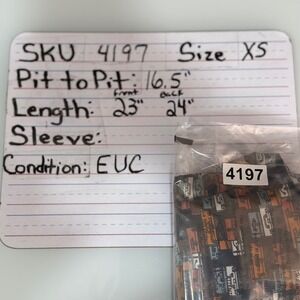 SKU 4197 Size XS
Pit to Pit: 16.5"
front Back
Length: 23" 24"
Sleeve:
Condition: EUC
4197